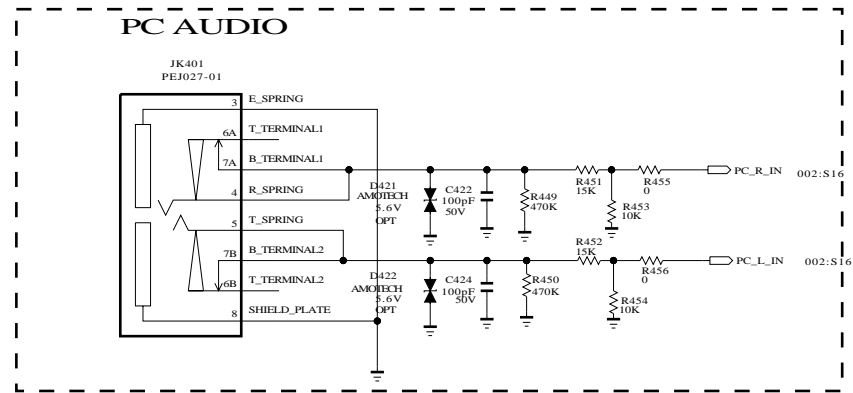 PC AUDIO
JK401
PEJ027-01
3 E_SPRING
6A T_TERMINAL1
7A B_TERMINAL1
4 R_SPRING
5 T_SPRING
7B B_TERMINAL2
6B T_TERMINAL2
8 SHIELD_PLATE
D421
AMOTECH
5.6V
OPT
C422
100pF
50V
R449
470K
R451
15K
R455
0
R453
10K
PC_R_IN 002:S16
D422
AMOTECH
5.6V
OPT
C424
100pF
50V
R450
470K
R452
15K
R456
0
R454
10K
PC_L_IN 002:S16